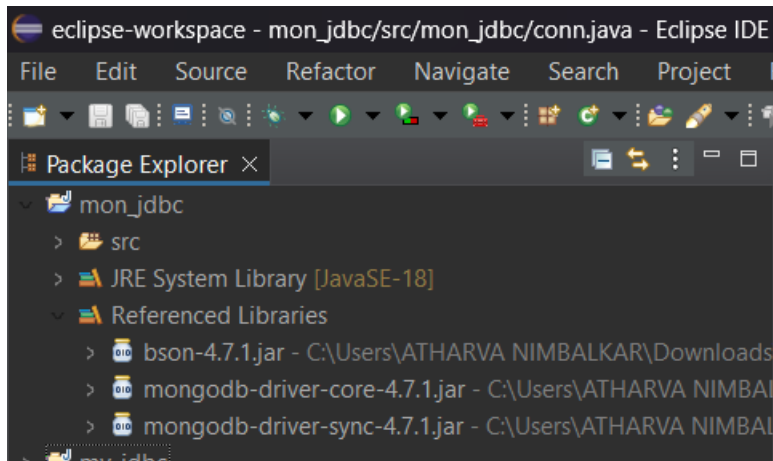 eclipse-workspace - mon_jdbc/src/mon_jdbc/conn.java - Eclipse IDE
File Edit Source Refactor Navigate Search Project
Package Explorer
mon_jdbc
src
JRE System Library [JavaSE-18]
Referenced Libraries
bson-4.7.1.jar - C:\Users\ATHARVA NIMBALKAR\Downloads
mongodb-driver-core-4.7.1.jar - C:\Users\ATHARVA NIMBAL
mongodb-driver-sync-4.7.1.jar - C:\Users\ATHARVA NIMBAL
my_jdbc